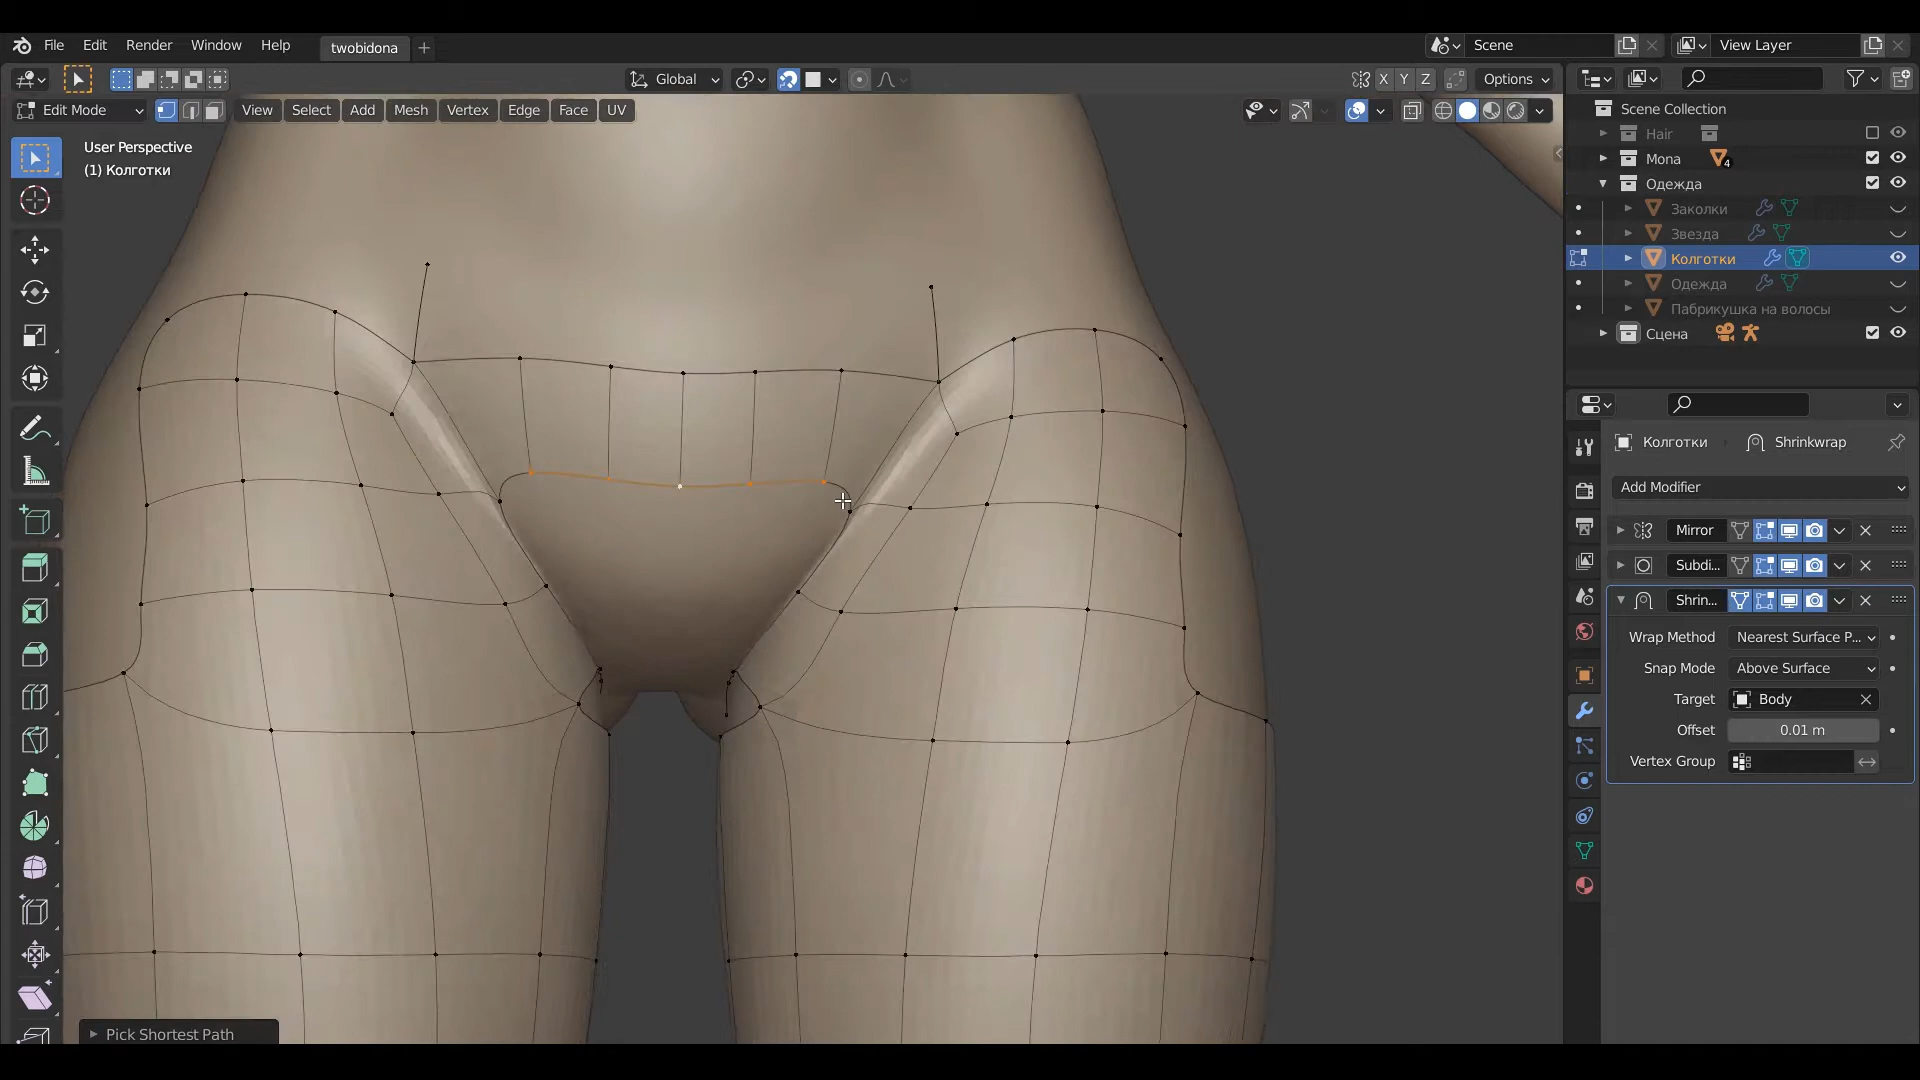 File Edit Render Window Help twobidona + Scene View Layer
Global X Y Z Options
Edit Mode View Select Add Mesh Vertex Edge Face UV
User Perspective
(1) Колготки
Scene Collection
Hair
Mona 4
Одежда
Заколки
Звезда
Колготки
Одежда
Пабрикушка на волосы
Сцена
Колготки › Shrinkwrap
Add Modifier
Mirror
Subdi...
Shrin...
Wrap Method Nearest Surface P...
Snap Mode Above Surface
Target Body
Offset 0.01 m
Vertex Group
Pick Shortest Path